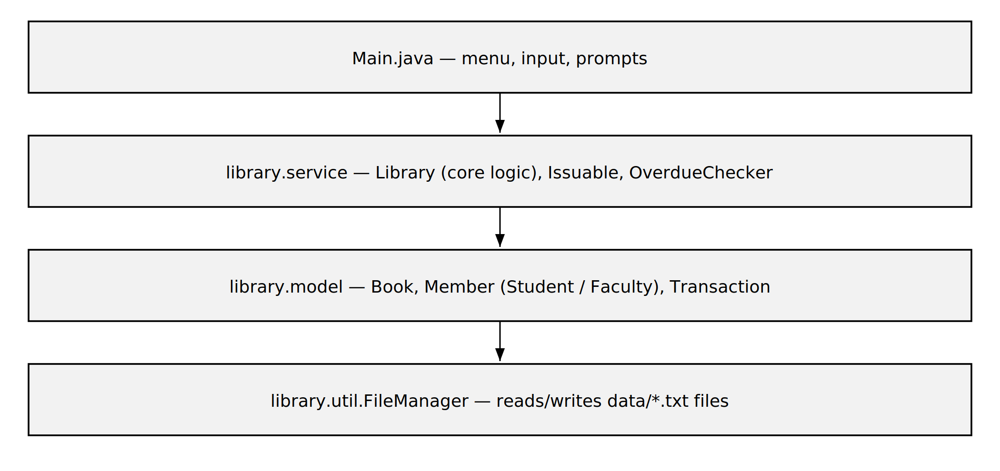 Main.java — menu, input, prompts
library.service — Library (core logic), Issuable, OverdueChecker
library.model — Book, Member (Student / Faculty), Transaction
library.util.FileManager — reads/writes data/*.txt files